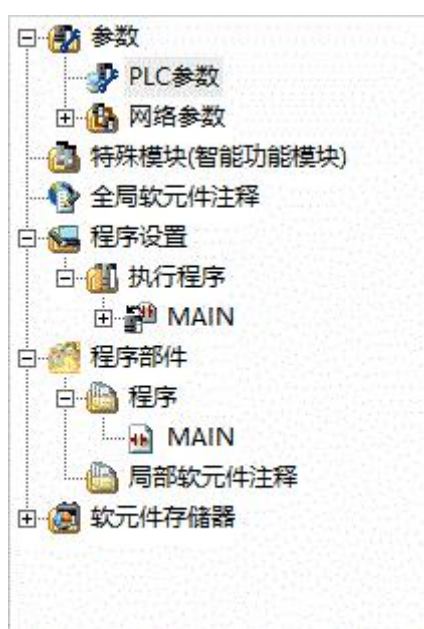 参数
PLC参数
网络参数
特殊模块(智能功能模块)
全局软元件注释
程序设置
执行程序
MAIN
程序部件
程序
MAIN
局部软元件注释
软元件存储器